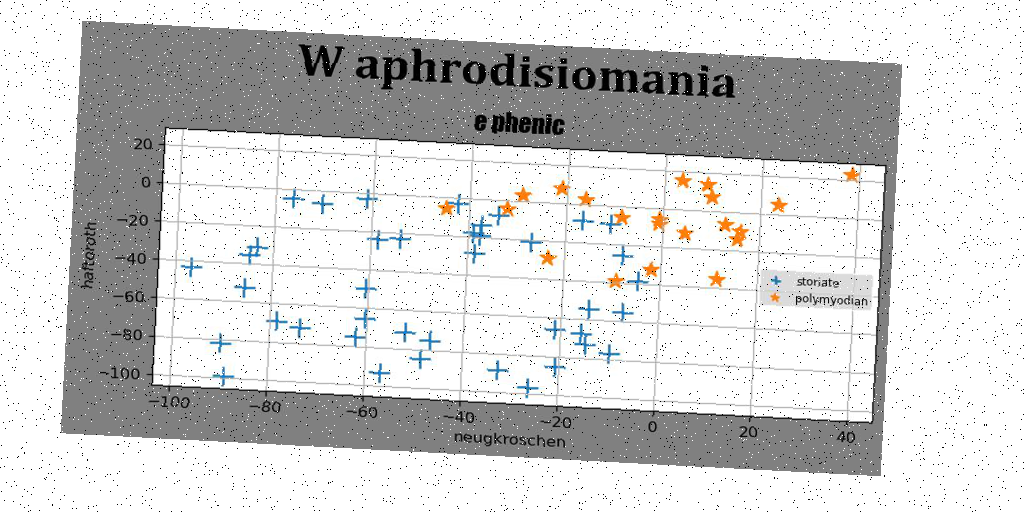 W aphrodisiomania
e phenic
20
0
−20
−40
−60
−80
−100
haftoroth
storiate
polymyodian
−100 −80 −60 −40 −20 0 20 40
neugkroschen